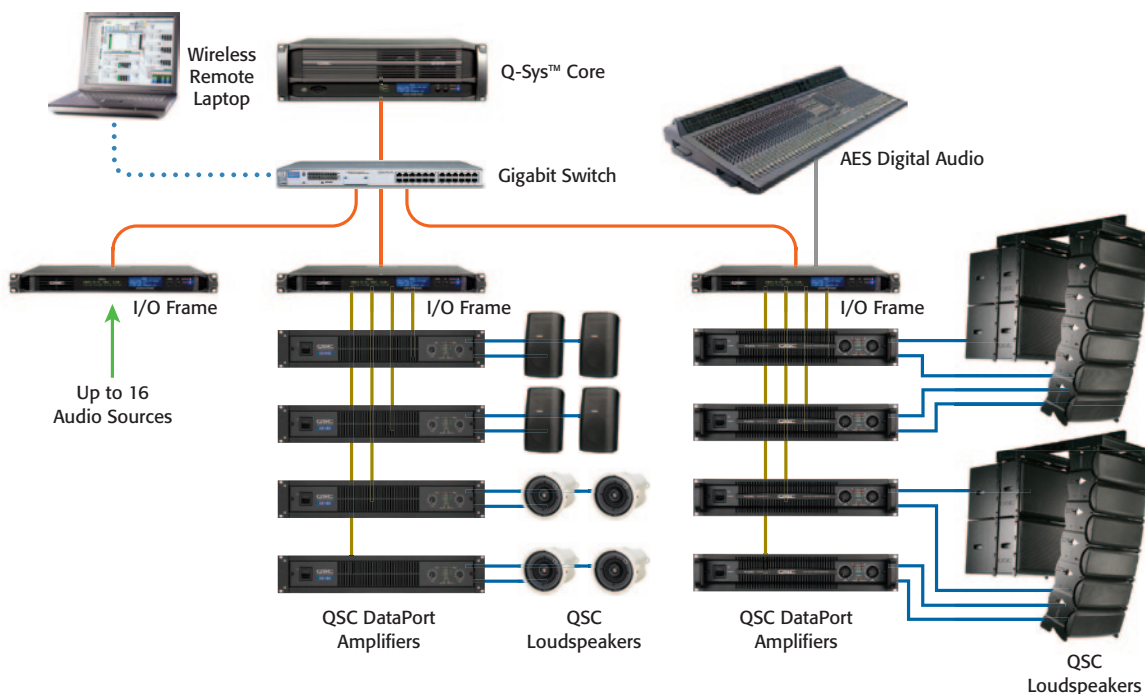 Wireless
Remote
Laptop
Q-Sys™ Core
Gigabit Switch
AES Digital Audio
I/O Frame
I/O Frame
I/O Frame
Up to 16
Audio Sources
QSC DataPort
Amplifiers
QSC
Loudspeakers
QSC DataPort
Amplifiers
QSC
Loudspeakers